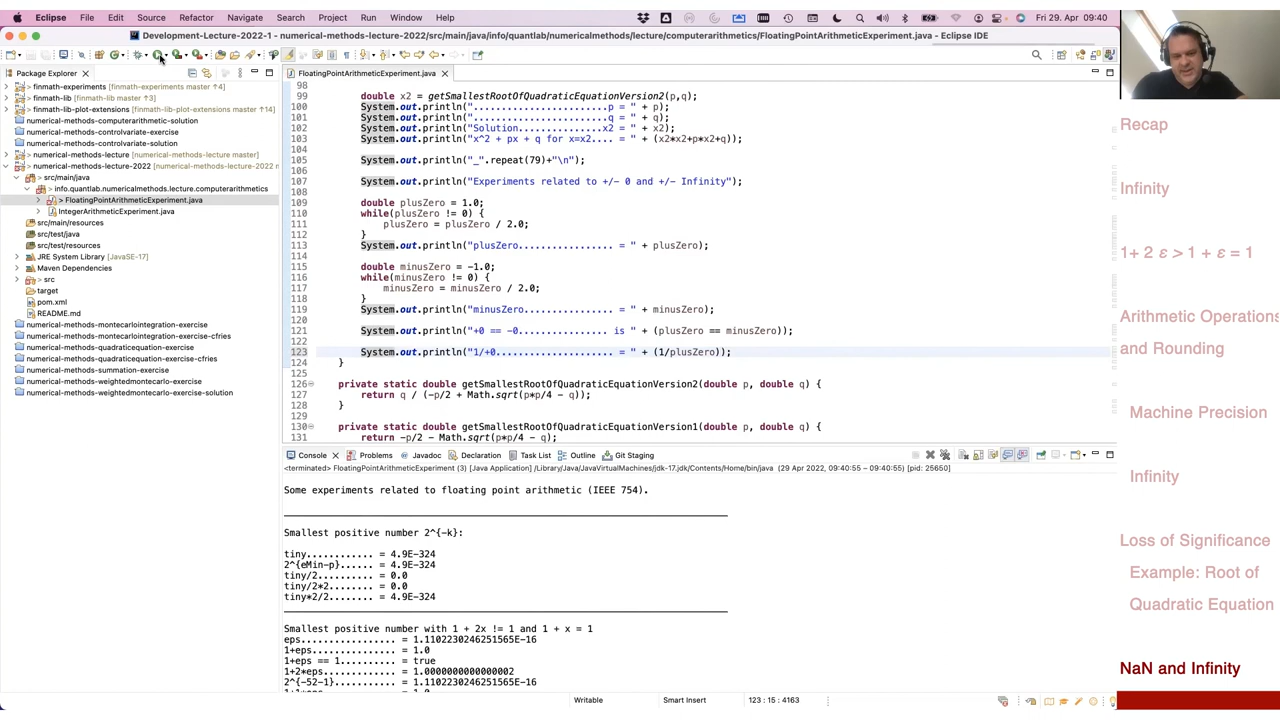 Eclipse File Edit Source Refactor Navigate Search Project Run Window Help Fri 29. Apr 09:40
Development-Lecture-2022-1 - numerical-methods-lecture-2022/src/main/java/info/quantlab/numericalmethods/lecture/computerarithmetics/FloatingPointArithmeticExperiment.java - Eclipse IDE
Package Explorer
FloatingPointArithmeticExperiment.java
> finmath-experiments [finmath-experiments master ↑4]
> finmath-lib [finmath-lib master ↑3]
> finmath-lib-plot-extensions [finmath-lib-plot-extensions master ↑14]
numerical-methods-computerarithmetic-solution
numerical-methods-controlvariate-exercise
numerical-methods-controlvariate-solution
> numerical-methods-lecture [numerical-methods-lecture master]
> numerical-methods-lecture-2022 [numerical-methods-lecture-2022 m
src/main/java
info.quantlab.numericalmethods.lecture.computerarithmetics
> FloatingPointArithmeticExperiment.java
IntegerArithmeticExperiment.java
src/main/resources
src/test/java
src/test/resources
JRE System Library [JavaSE-17]
Maven Dependencies
src
target
pom.xml
README.md
numerical-methods-montecarlointegration-exercise
numerical-methods-montecarlointegration-exercise-cfries
numerical-methods-quadraticequation-exercise
numerical-methods-quadraticequation-exercise-cfries
numerical-methods-summation-exercise
numerical-methods-weightedmontecarlo-exercise
numerical-methods-weightedmontecarlo-exercise-solution
98
99 double x2 = getSmallestRootOfQuadraticEquationVersion2(p,q);
100 System.out.println(".......................p = " + p);
101 System.out.println(".......................q = " + q);
102 System.out.println("Solution...............x2 = " + x2);
103 System.out.println("x^2 + px + q for x=x2.... = " + (x2*x2+p*x2+q));
104
105 System.out.println("_".repeat(79)+"\n");
106
107 System.out.println("Experiments related to +/- 0 and +/- Infinity");
108
109 double plusZero = 1.0;
110 while(plusZero != 0) {
111 plusZero = plusZero / 2.0;
112 }
113 System.out.println("plusZero................ = " + plusZero);
114
115 double minusZero = -1.0;
116 while(minusZero != 0) {
117 minusZero = minusZero / 2.0;
118 }
119 System.out.println("minusZero............... = " + minusZero);
120
121 System.out.println("+0 == -0............... is " + (plusZero == minusZero));
122
123 System.out.println("1/+0.................... = " + (1/plusZero));
124 }
125
126 private static double getSmallestRootOfQuadraticEquationVersion2(double p, double q) {
127 return q / (-p/2 + Math.sqrt(p*p/4 - q));
128 }
129
130 private static double getSmallestRootOfQuadraticEquationVersion1(double p, double q) {
131 return -p/2 - Math.sqrt(p*p/4 - q);
Console Problems Javadoc Declaration Task List Outline Git Staging
<terminated> FloatingPointArithmeticExperiment (3) [Java Application] /Library/Java/JavaVirtualMachines/jdk-17.jdk/Contents/Home/bin/java (29 Apr 2022, 09:40:55 – 09:40:55) [pid: 25650]
Some experiments related to floating point arithmetic (IEEE 754).
Smallest positive number 2^{-k}:
tiny............ = 4.9E-324
2^{eMin-p}...... = 4.9E-324
tiny/2.......... = 0.0
tiny/2*2........ = 0.0
tiny*2/2........ = 4.9E-324
Smallest positive number with 1 + 2x != 1 and 1 + x = 1
eps................ = 1.1102230246251565E-16
1+eps.............. = 1.0
1+eps == 1......... = true
1+2*eps............ = 1.0000000000000002
2^{-52-1}.......... = 1.1102230246251565E-16
Writable Smart Insert 123 : 15 : 4163
Recap
Infinity
1+ 2 ε > 1 + ε = 1
Arithmetic Operations
and Rounding
Machine Precision
Infinity
Loss of Significance
Example: Root of
Quadratic Equation
NaN and Infinity